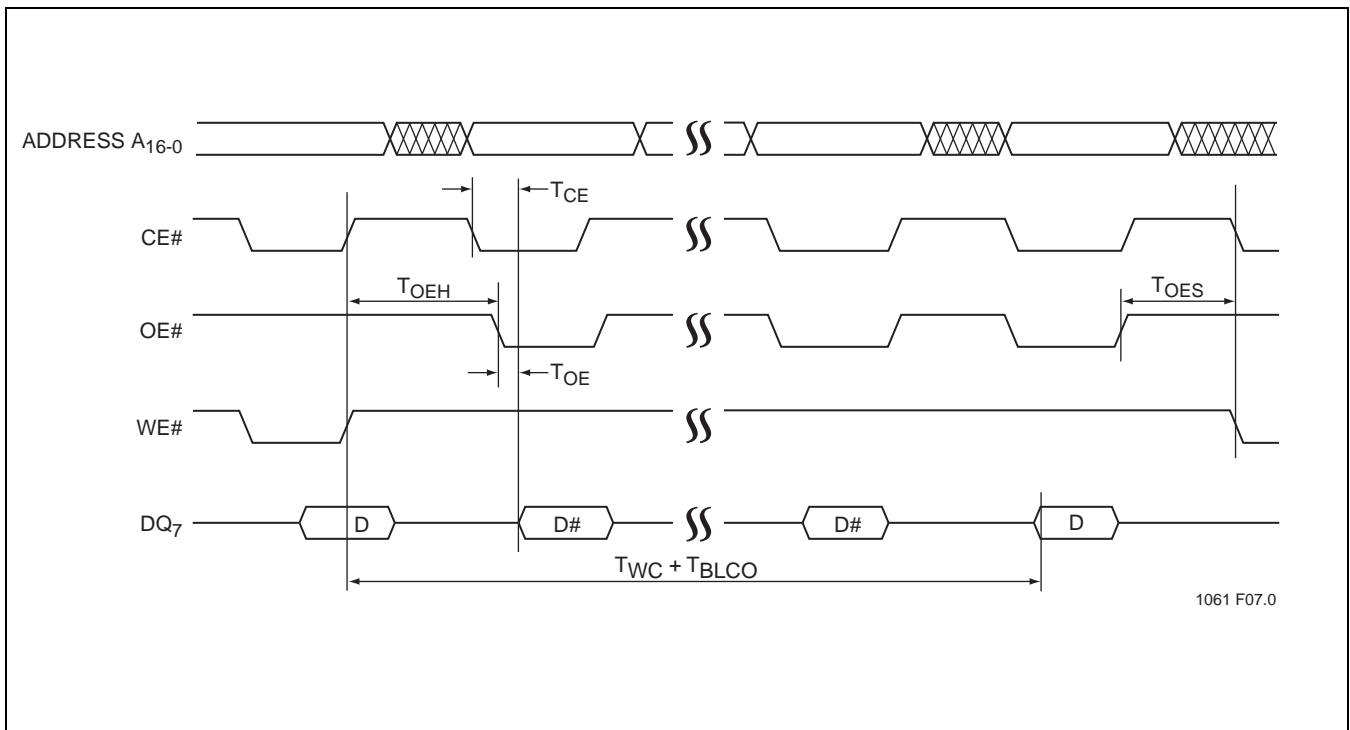 ADDRESS A16-0
TCE
CE#
TOEH
TOES
OE#
TOE
WE#
DQ7
D
D#
D#
D
TWC + TBLCO
1061 F07.0